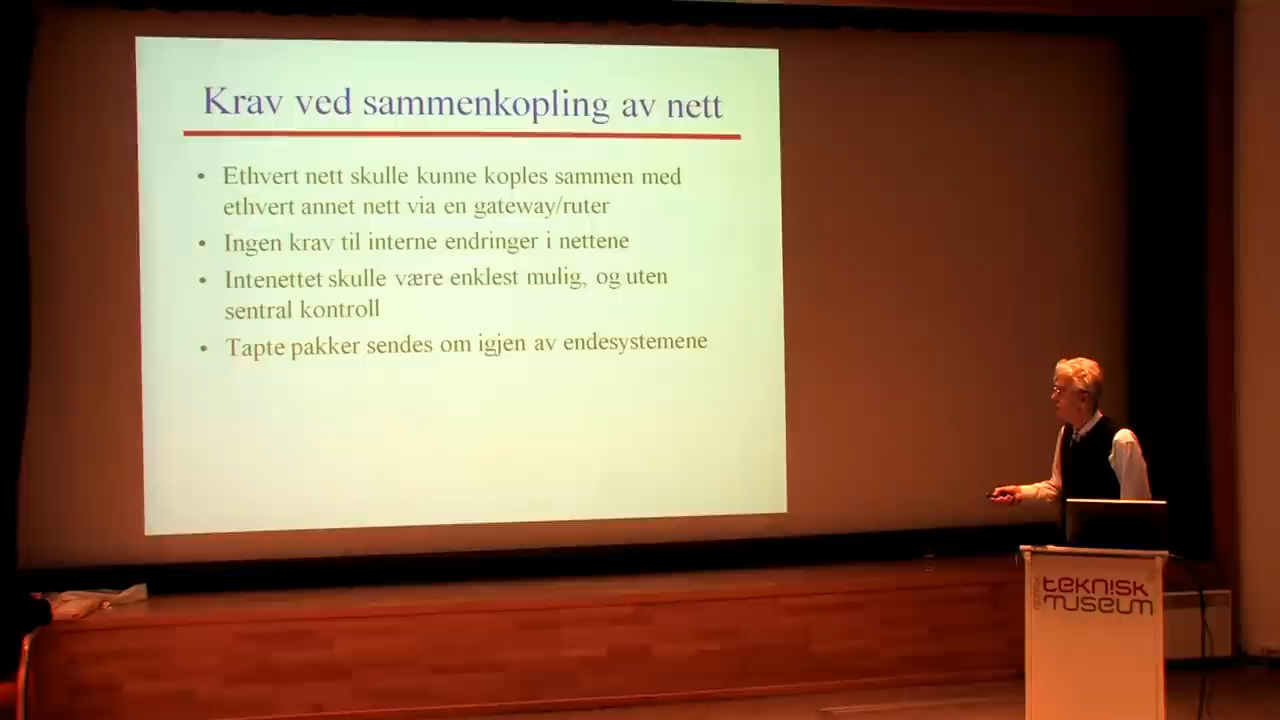 Krav ved sammenkopling av nett
• Ethvert nett skulle kunne koples sammen med
ethvert annet nett via en gateway/ruter
• Ingen krav til interne endringer i nettene
• Intenettet skulle være enklest mulig, og uten
sentral kontroll
• Tapte pakker sendes om igjen av endesystemene
teknisk
museum